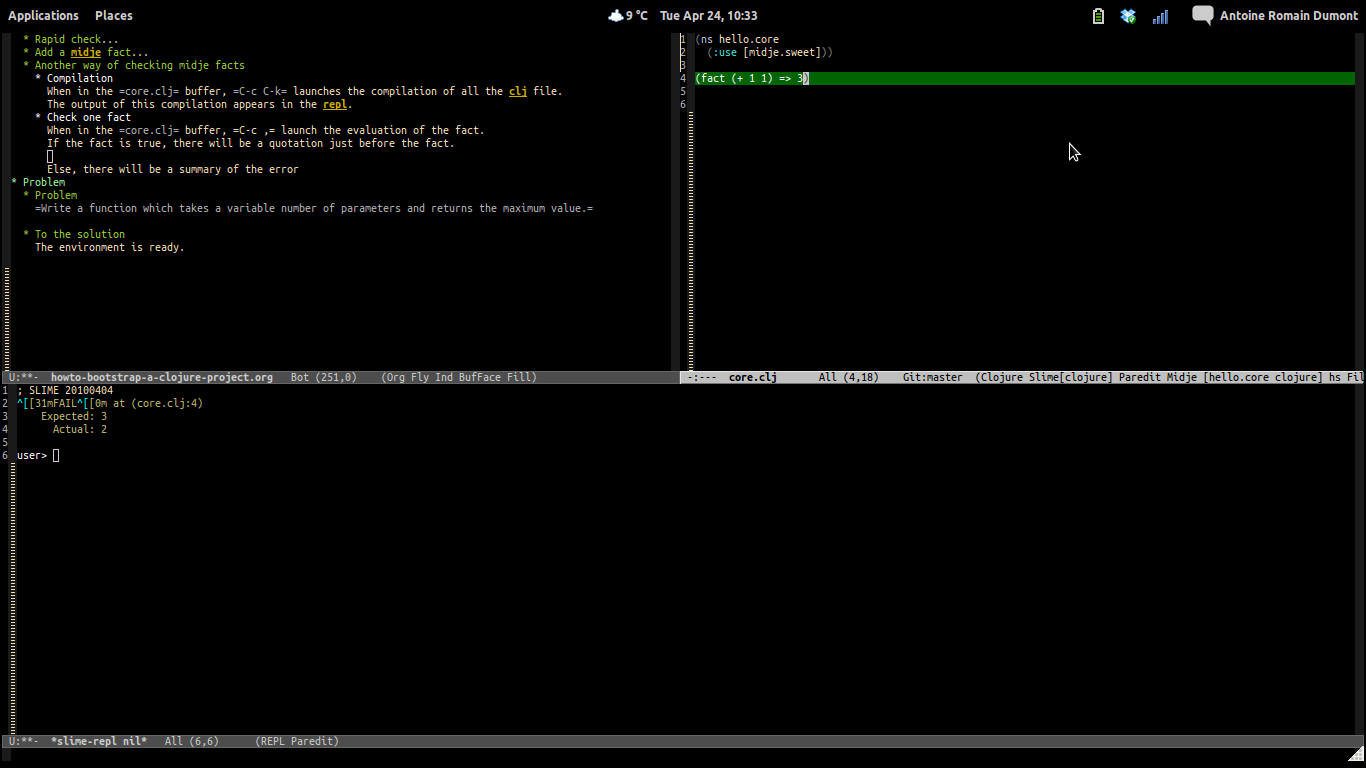 Applications Places 9 °C Tue Apr 24, 10:33 Antoine Romain Dumont
* Rapid check...
* Add a midje fact...
* Another way of checking midje facts
* Compilation
When in the =core.clj= buffer, =C-c C-k= launches the compilation of all the clj file.
The output of this compilation appears in the repl.
* Check one fact
When in the =core.clj= buffer, =C-c ,= launch the evaluation of the fact.
If the fact is true, there will be a quotation just before the fact.
Else, there will be a summary of the error
* Problem
* Problem
=Write a function which takes a variable number of parameters and returns the maximum value.=
* To the solution
The environment is ready.
U:**- howto-bootstrap-a-clojure-project.org Bot (251,0) (Org Fly Ind BufFace Fill)
1 (ns hello.core
2 (:use [midje.sweet]))
3
4 (fact (+ 1 1) => 3)
5
6
-:--- core.clj All (4,18) Git:master (Clojure Slime[clojure] Paredit Midje [hello.core clojure] hs Fil
1 ; SLIME 20100404
2 ^[[31mFAIL^[[0m at (core.clj:4)
3 Expected: 3
4 Actual: 2
5
6 user>
U:**- *slime-repl nil* All (6,6) (REPL Paredit)